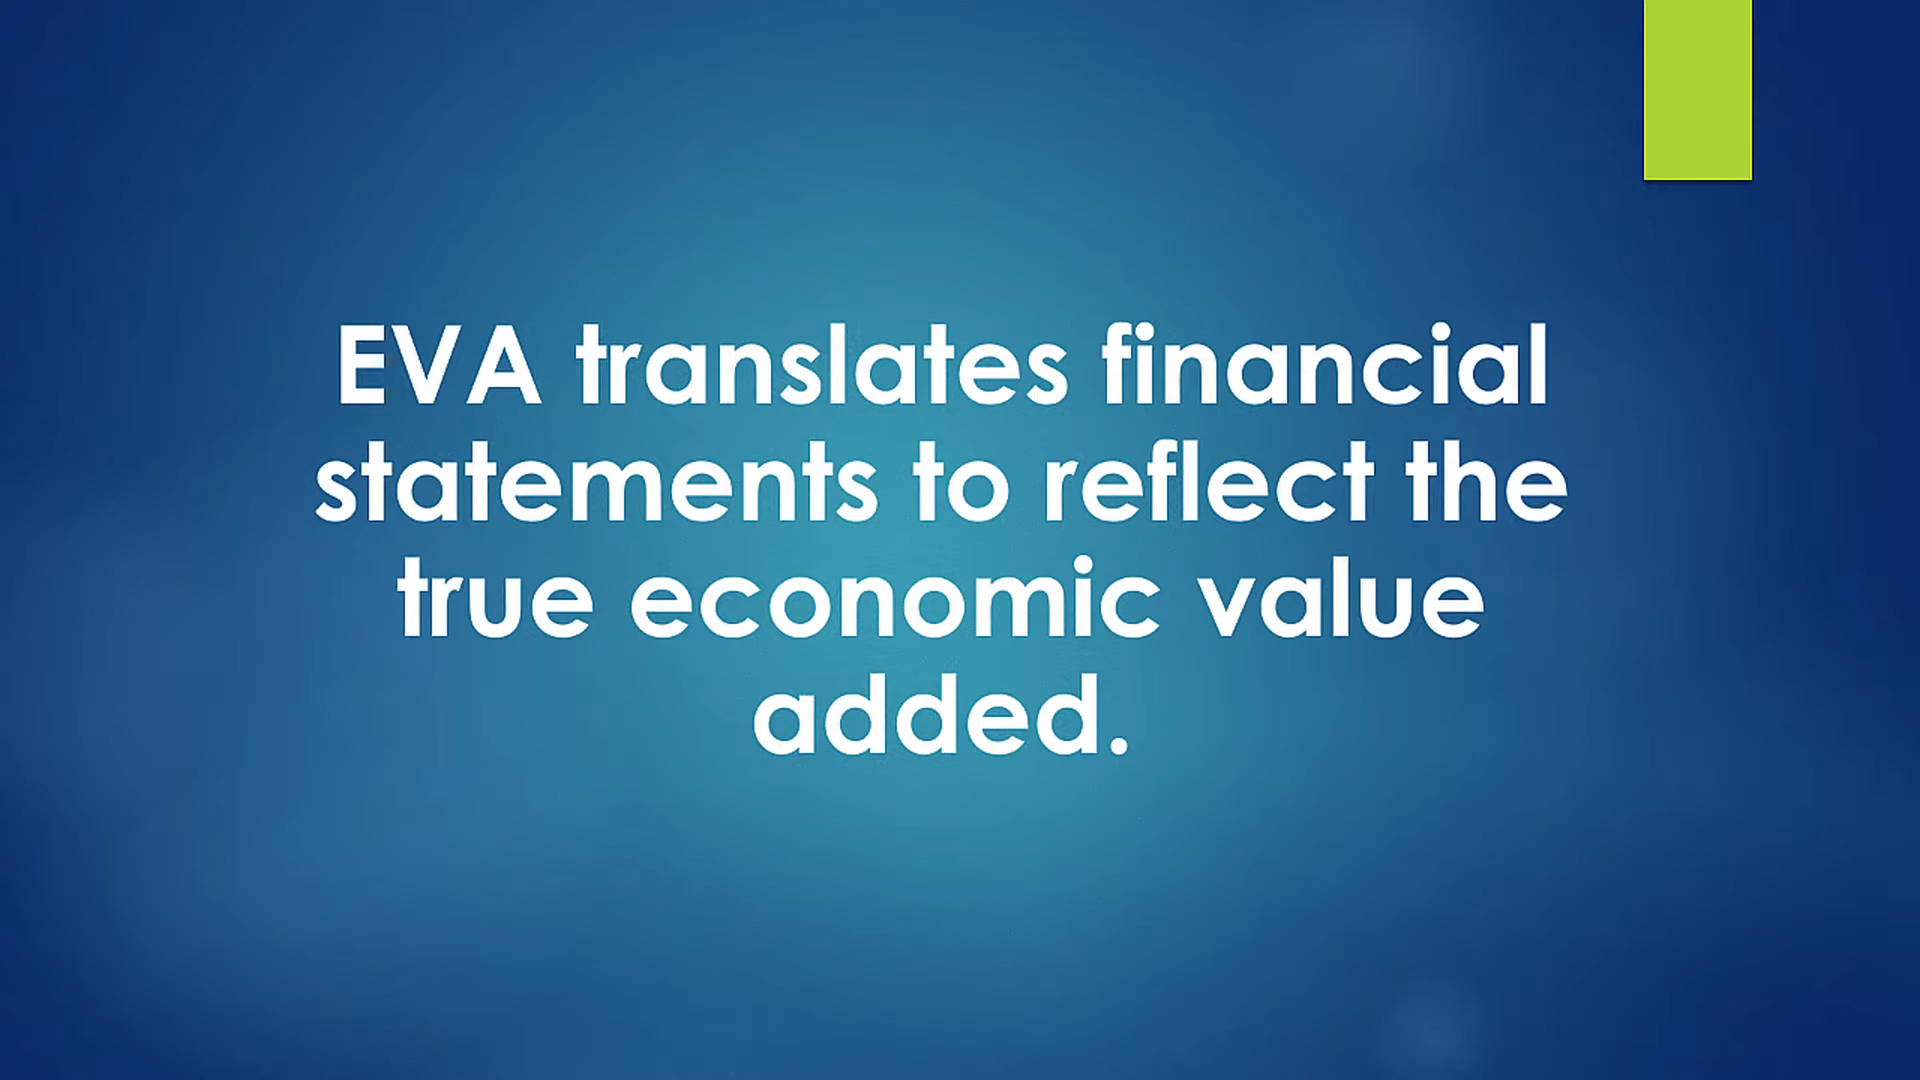 EVA translates financial
statements to reflect the
true economic value
added.